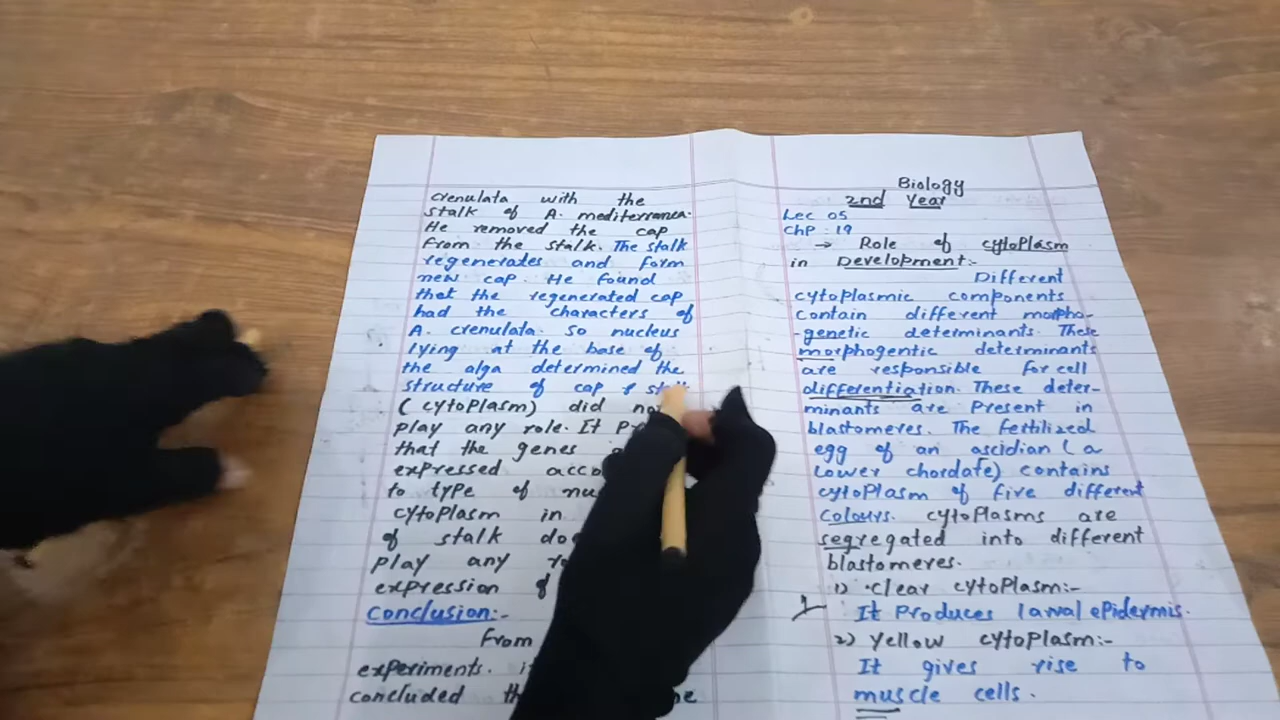 crenulata with the
stalk of A. mediterranea.
He removed the cap
from the stalk. The stalk
regenerates and form
new cap. He found
that the regenerated cap
had the characters of
A. crenulata. So nucleus
lying at the base of
the alga determined the
structure of cap &
(cytoplasm) did
play any role. It
that the genes
expressed
to type of
cytoplasm in
of stalk
play any
expression
Conclusion:-
From
experiments.
concluded
Biology
2nd Year
Lec 05
Chp : 19
→ Role of cytoplasm
in Development:-
Different
cytoplasmic components
contain different morpho-
-genetic determinants. These
morphogentic determinants
are responsible for cell
differentiation. These deter-
minants are Present in
blastomeres. The fertilized
egg of an ascidian (a
Lower chordate) contains
cytoplasm of five different
colours. cytoplasms are
segregated into different
blastomeres.
1) Clear cytoplasm:-
It Produces larval epidermis.
2) Yellow cytoplasm:-
It gives rise to
muscle cells.